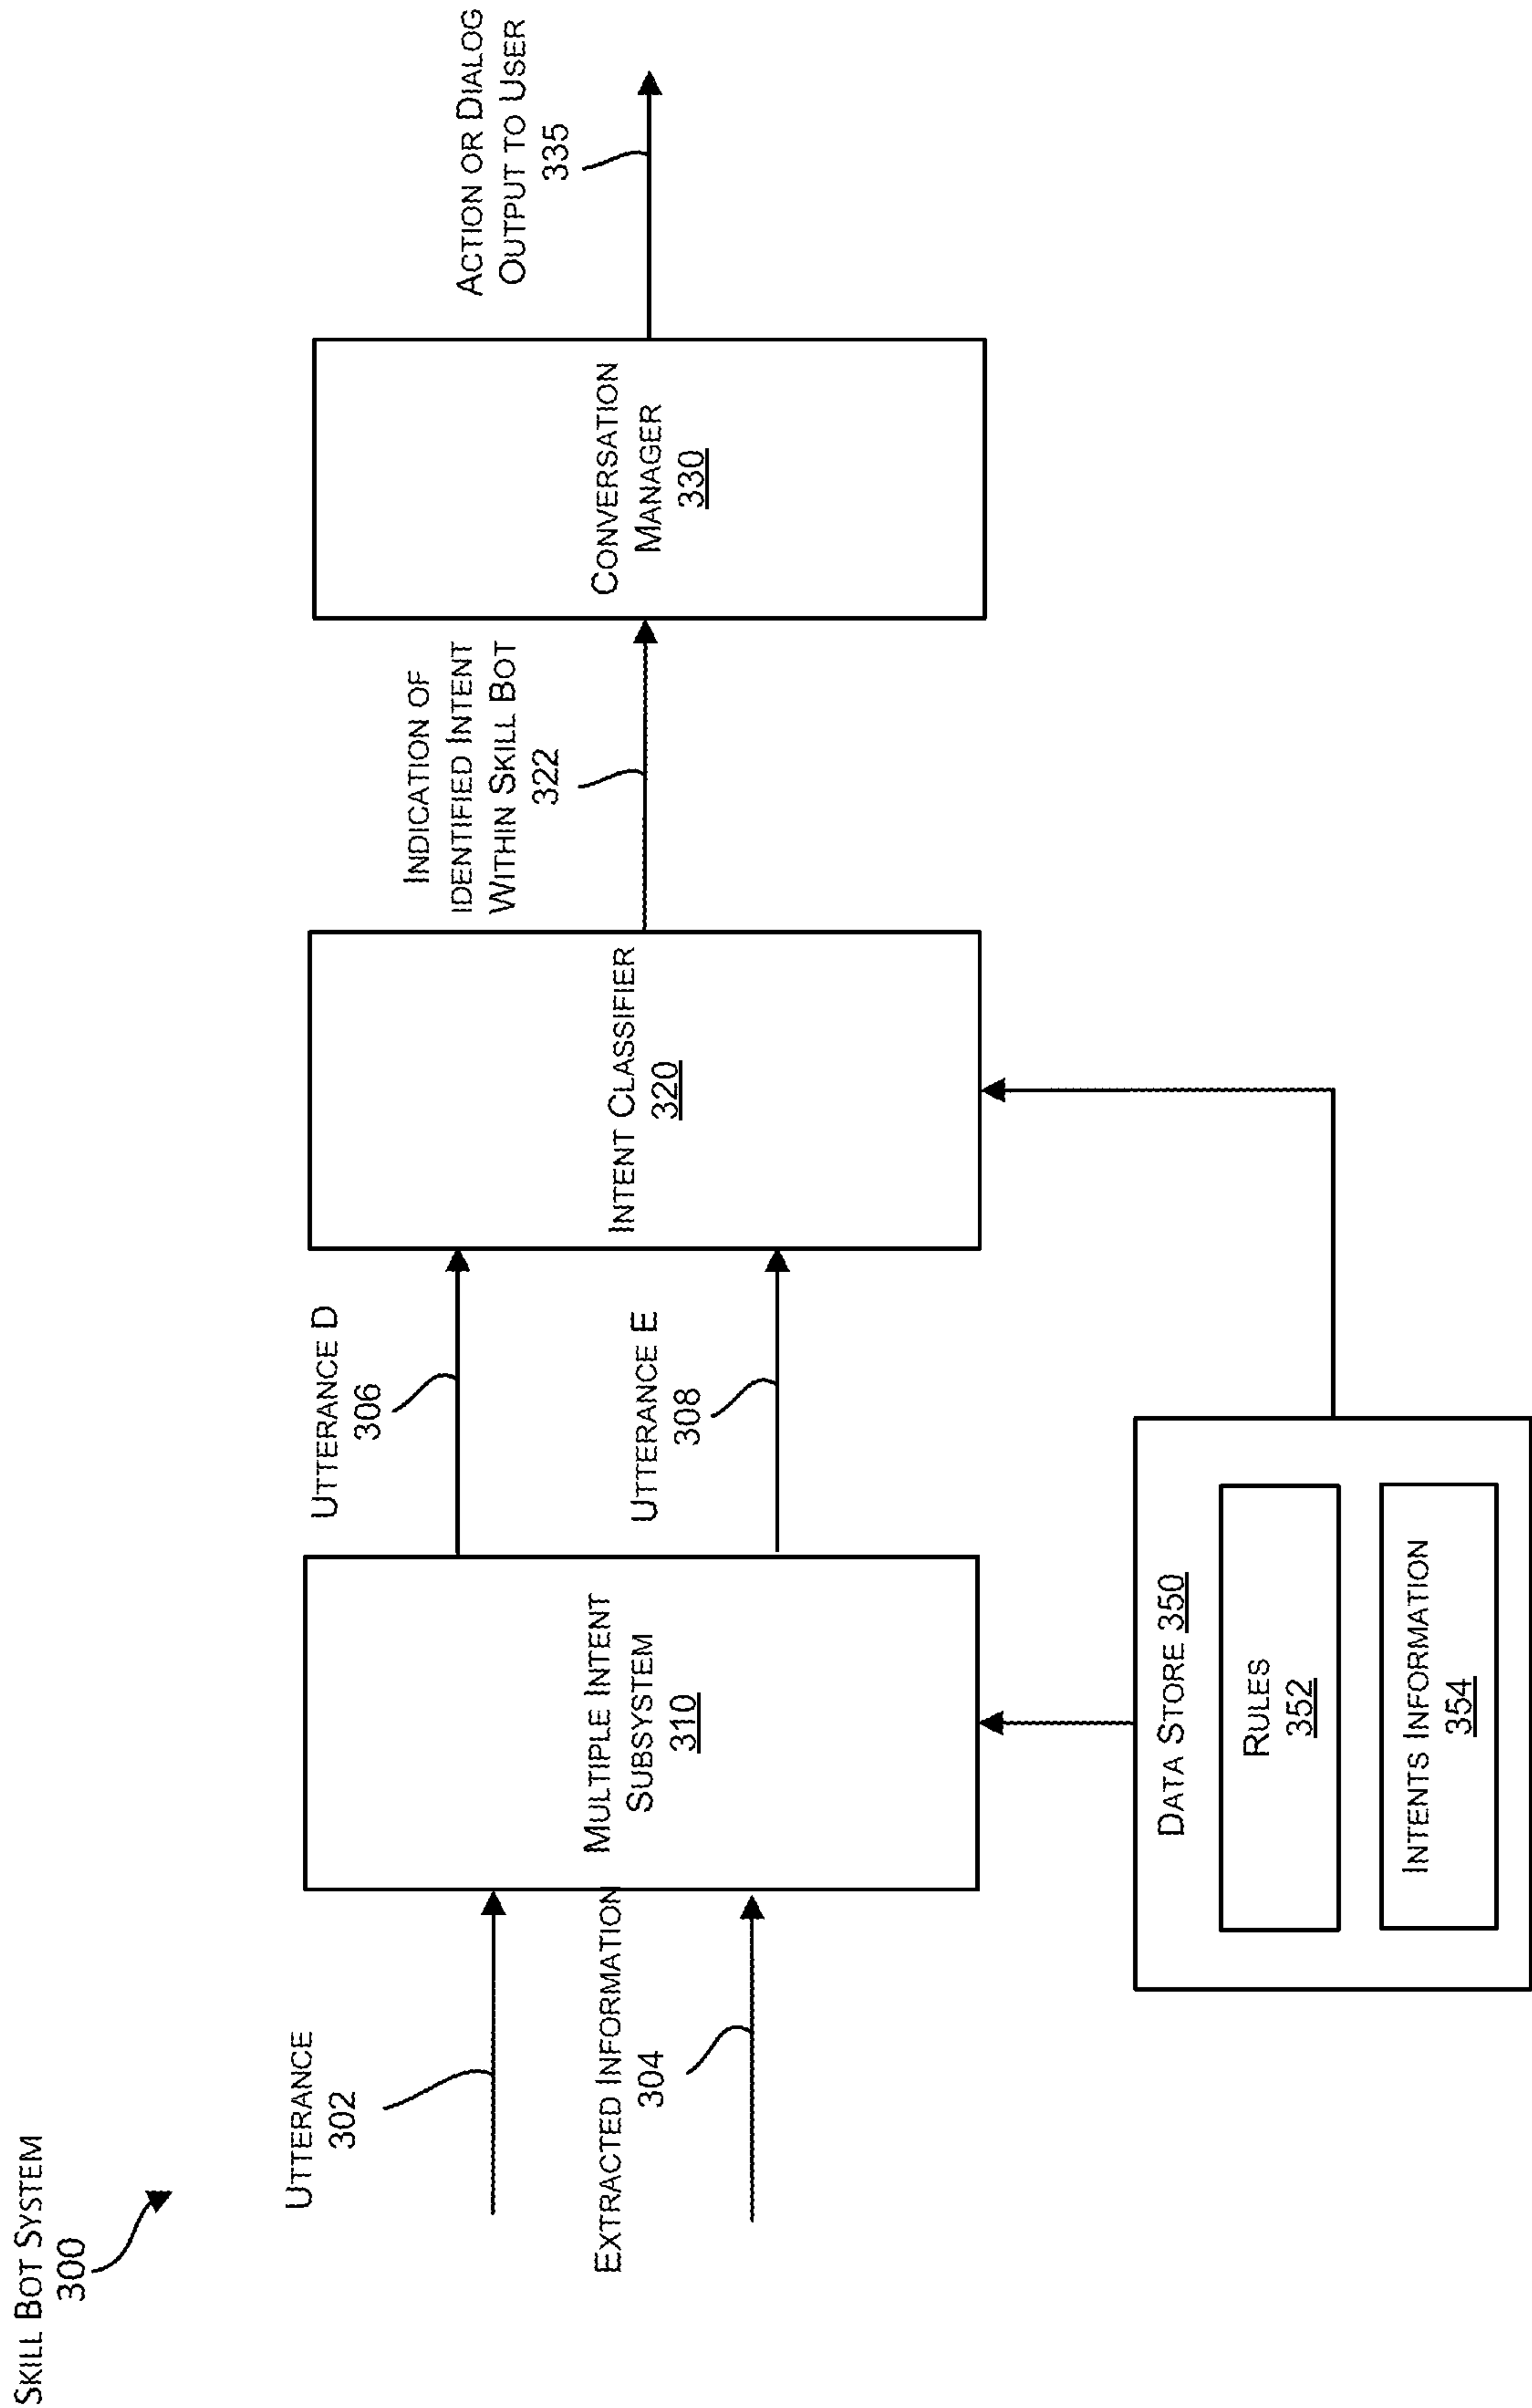 SKILL BOT SYSTEM
300
UTTERANCE
302
EXTRACTED INFORMATION
304
MULTIPLE INTENT
SUBSYSTEM
310
UTTERANCE D
306
UTTERANCE E
308
INTENT CLASSIFIER
320
INDICATION OF
IDENTIFIED INTENT
WITHIN SKILL BOT
322
CONVERSATION
MANAGER
330
ACTION OR DIALOG
OUTPUT TO USER
335
DATA STORE 350
RULES
352
INTENTS INFORMATION
354